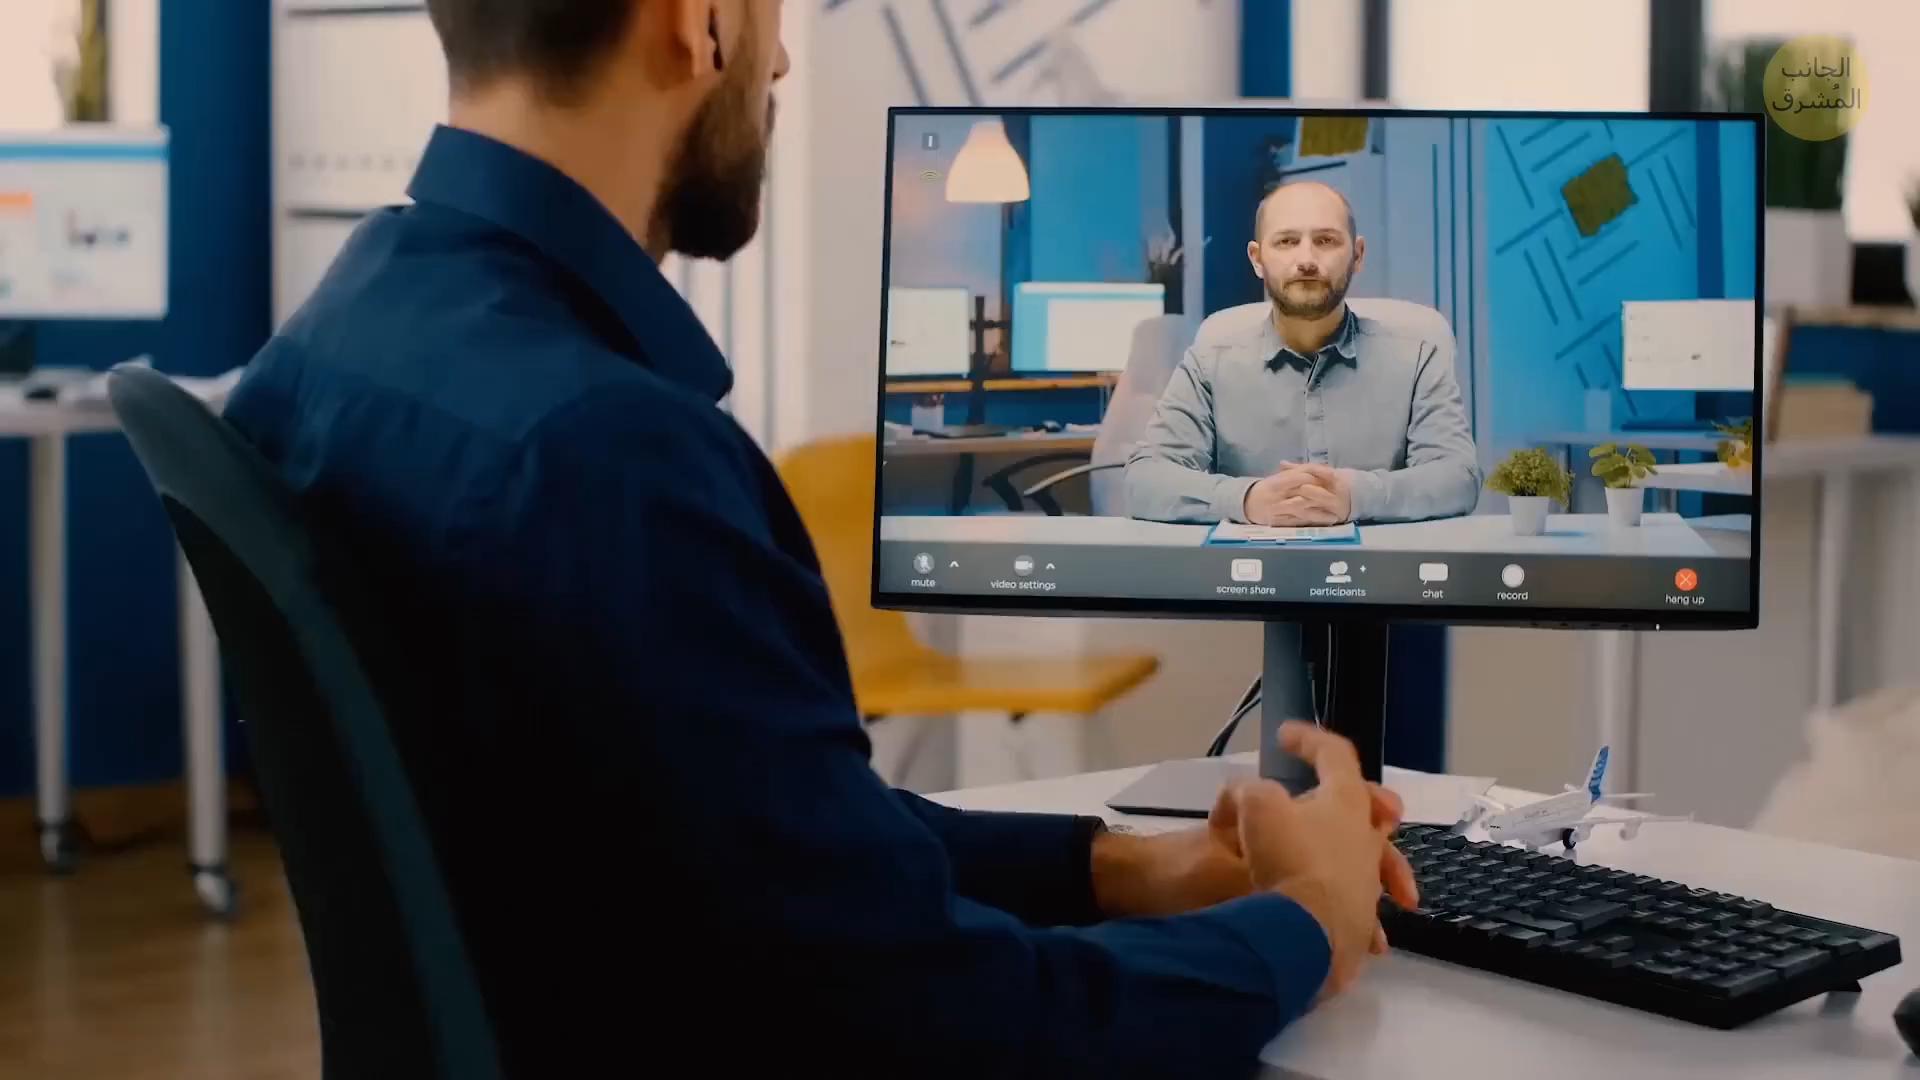 الجانب
المُشرق
mute
video settings
screen share
participants
chat
record
hang up